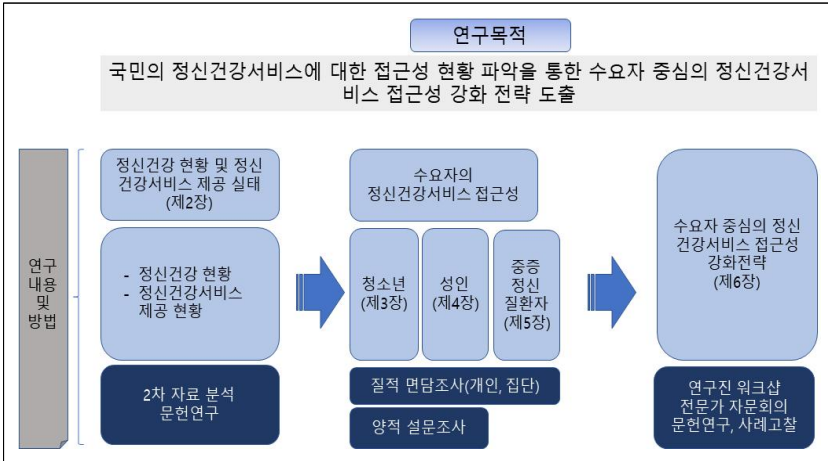 연구목적
국민의 정신건강서비스에 대한 접근성 현황 파악을 통한 수요자 중심의 정신건강서
비스 접근성 강화 전략 도출
연구
내용
및
방법
정신건강 현황 및 정신
건강서비스 제공 실태
(제2장)
- 정신건강 현황
- 정신건강서비스
제공 현황
2차 자료 분석
문헌연구
수요자의
정신건강서비스 접근성
청소년
(제3장)
성인
(제4장)
중증
정신
질환자
(제5장)
질적 면담조사(개인, 집단)
양적 설문조사
수요자 중심의 정신
건강서비스 접근성
강화전략
(제6장)
연구진 워크샵
전문가 자문회의
문헌연구, 사례고찰